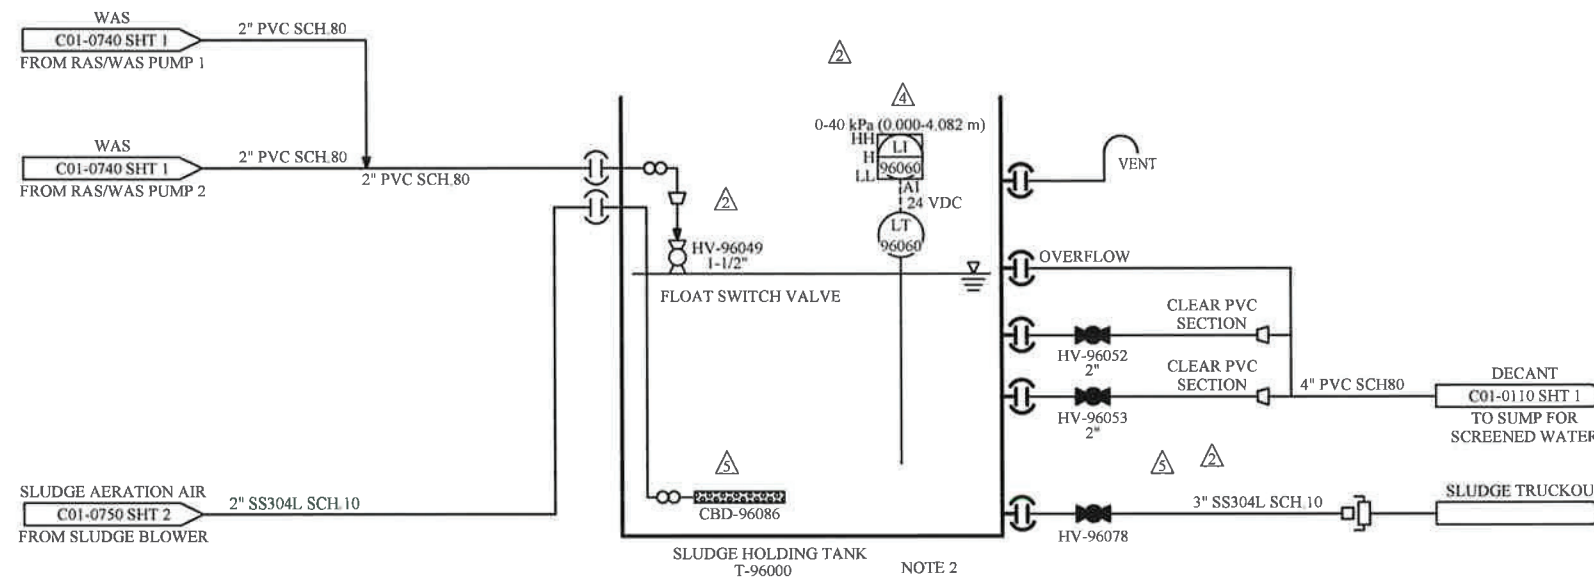 WAS
C01-0740 SHT 1
FROM RAS/WAS PUMP 1
2" PVC SCH.80
WAS
C01-0740 SHT 1
FROM RAS/WAS PUMP 2
2" PVC SCH.80
2" PVC SCH.80
SLUDGE AERATION AIR
C01-0750 SHT 2
FROM SLUDGE BLOWER
2" SS304L SCH.10
2
4
0-40 kPa (0.000-4.082 m)
HH
H
LL
LI
96060
AI
24 VDC
LT
96060
2
HV-96049
1-1/2"
FLOAT SWITCH VALVE
5
CBD-96086
SLUDGE HOLDING TANK
T-96000
NOTE 2
VENT
OVERFLOW
CLEAR PVC
SECTION
HV-96052
2"
CLEAR PVC
SECTION
HV-96053
2"
4" PVC SCH80
DECANT
C01-0110 SHT 1
TO SUMP FOR
SCREENED WATER
5
2
HV-96078
3" SS304L SCH.10
SLUDGE TRUCKOU